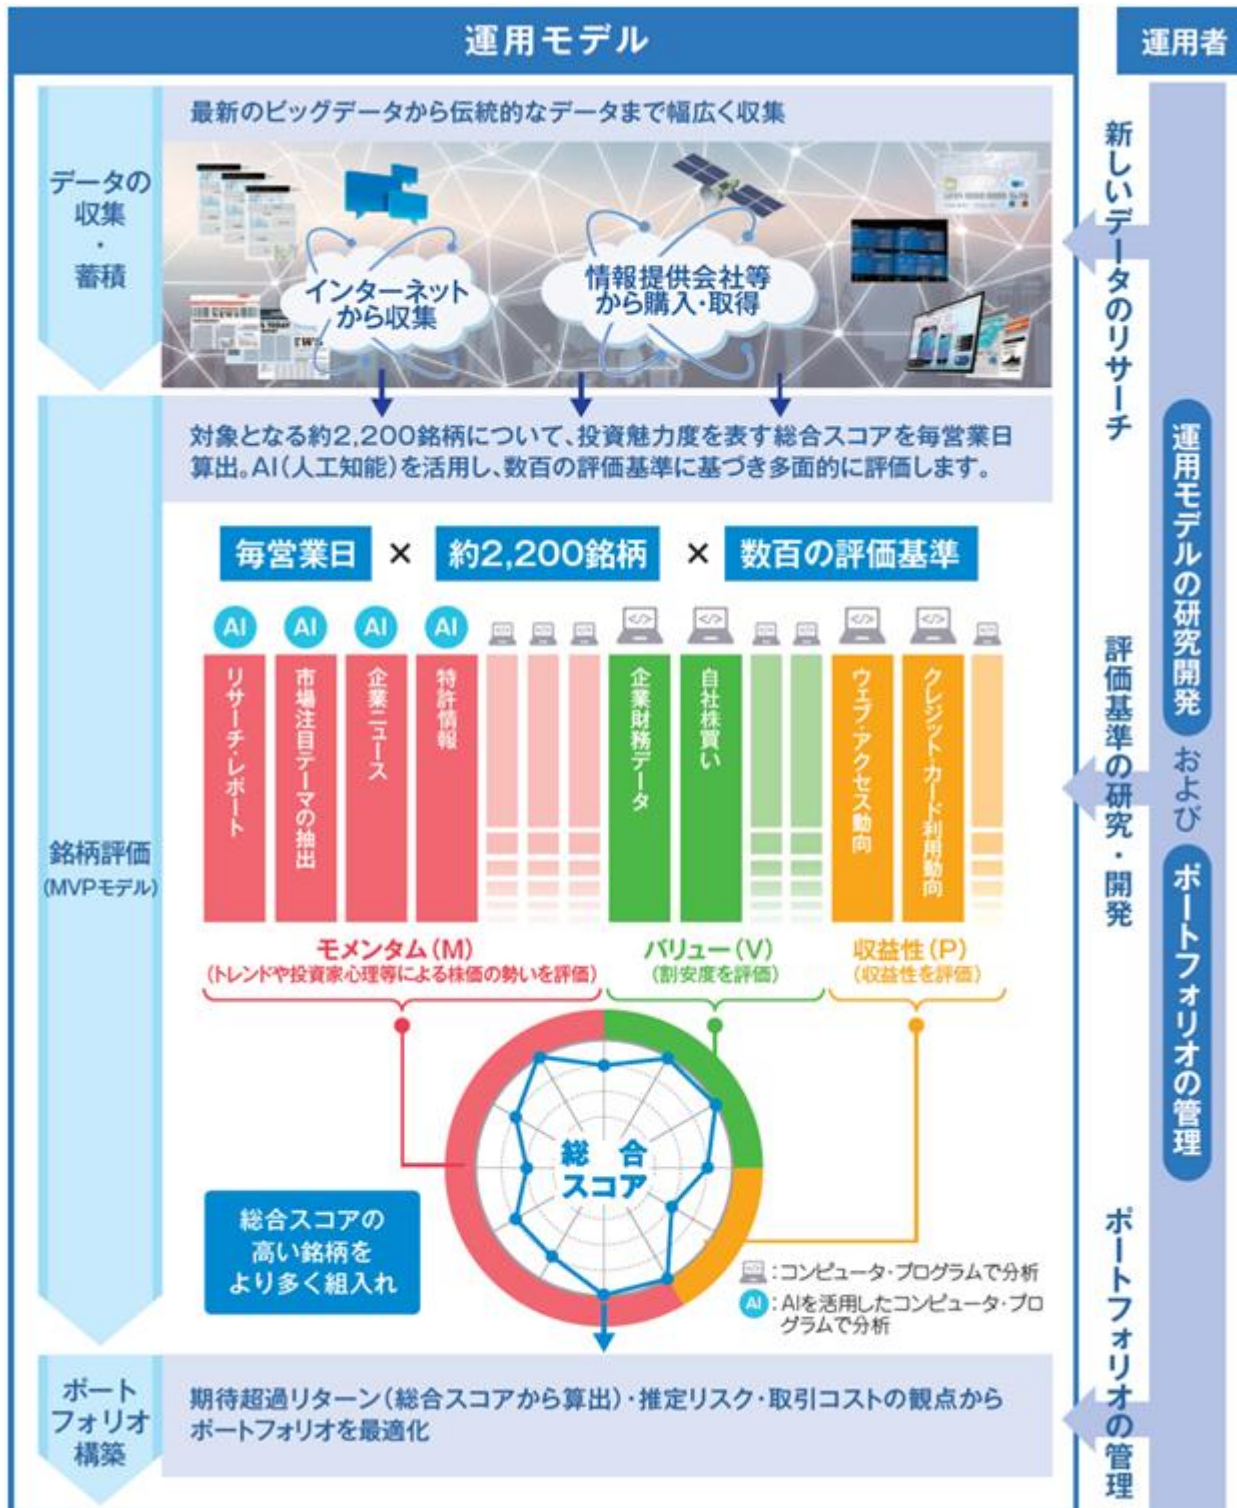 運用モデル
運用者
最新のビッグデータから伝統的なデータまで幅広く収集
データの
収集
・
蓄積
インターネット
から収集
情報提供会社等
から購入・取得
新しいデータのリサーチ
対象となる約2,200銘柄について、投資魅力度を表す総合スコアを毎営業日
算出。AI(人工知能)を活用し、数百の評価基準に基づき多面的に評価します。
毎営業日 × 約2,200銘柄 × 数百の評価基準
AI AI AI AI
リサーチ・レポート
市場注目テーマの抽出
企業ニュース
特許情報
企業財務データ
自社株買い
ウェブ・アクセス動向
クレジット・カード利用動向
銘柄評価
(MVPモデル)
モメンタム(M)
(トレンドや投資家心理等による株価の勢いを評価)
バリュー(V)
(割安度を評価)
収益性(P)
(収益性を評価)
評価基準の研究・開発
運用モデルの研究開発
および
ポートフォリオの管理
総合
スコア
総合スコアの
高い銘柄を
より多く組入れ
</>:コンピュータ・プログラムで分析
AI:AIを活用したコンピュータ・プロ
グラムで分析
ポートフォリオの管理
ポート
フォリオ
構築
期待超過リターン(総合スコアから算出)・推定リスク・取引コストの観点から
ポートフォリオを最適化